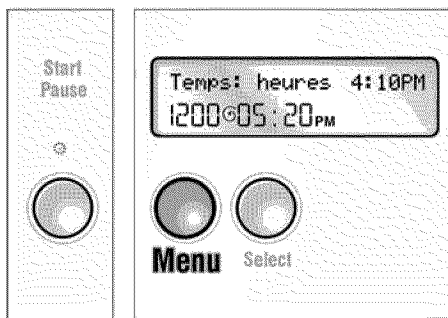 Start
Pause
Temps: heures 4:10PM
1200 05:20PM
Menu
Select